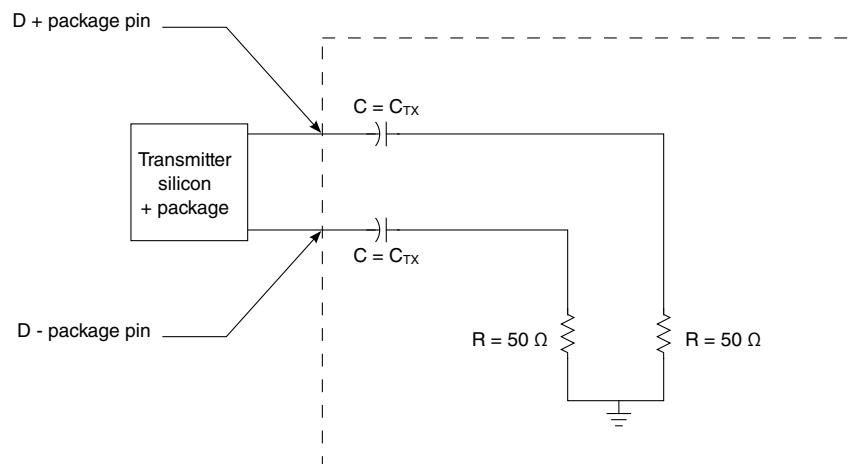 D + package pin
C = CTX
Transmitter
silicon
+ package
C = CTX
D - package pin
R = 50 Ω
R = 50 Ω